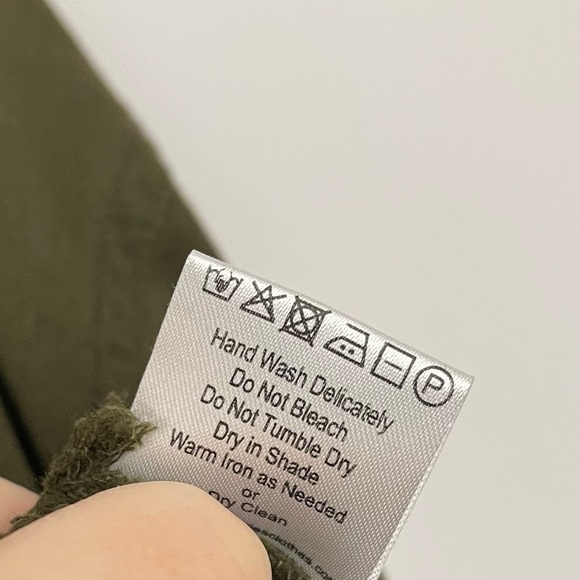 P
Hand Wash Delicately
Do Not Bleach
Do Not Tumble Dry
Dry in Shade
Warm Iron as Needed
or
Dry Clean